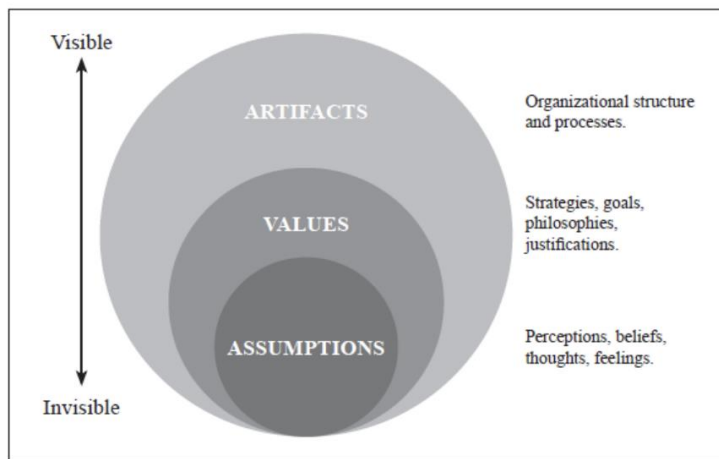 Visible
ARTIFACTS
Organizational structure
and processes.
VALUES
Strategies, goals,
philosophies,
justifications.
ASSUMPTIONS
Perceptions, beliefs,
thoughts, feelings.
Invisible